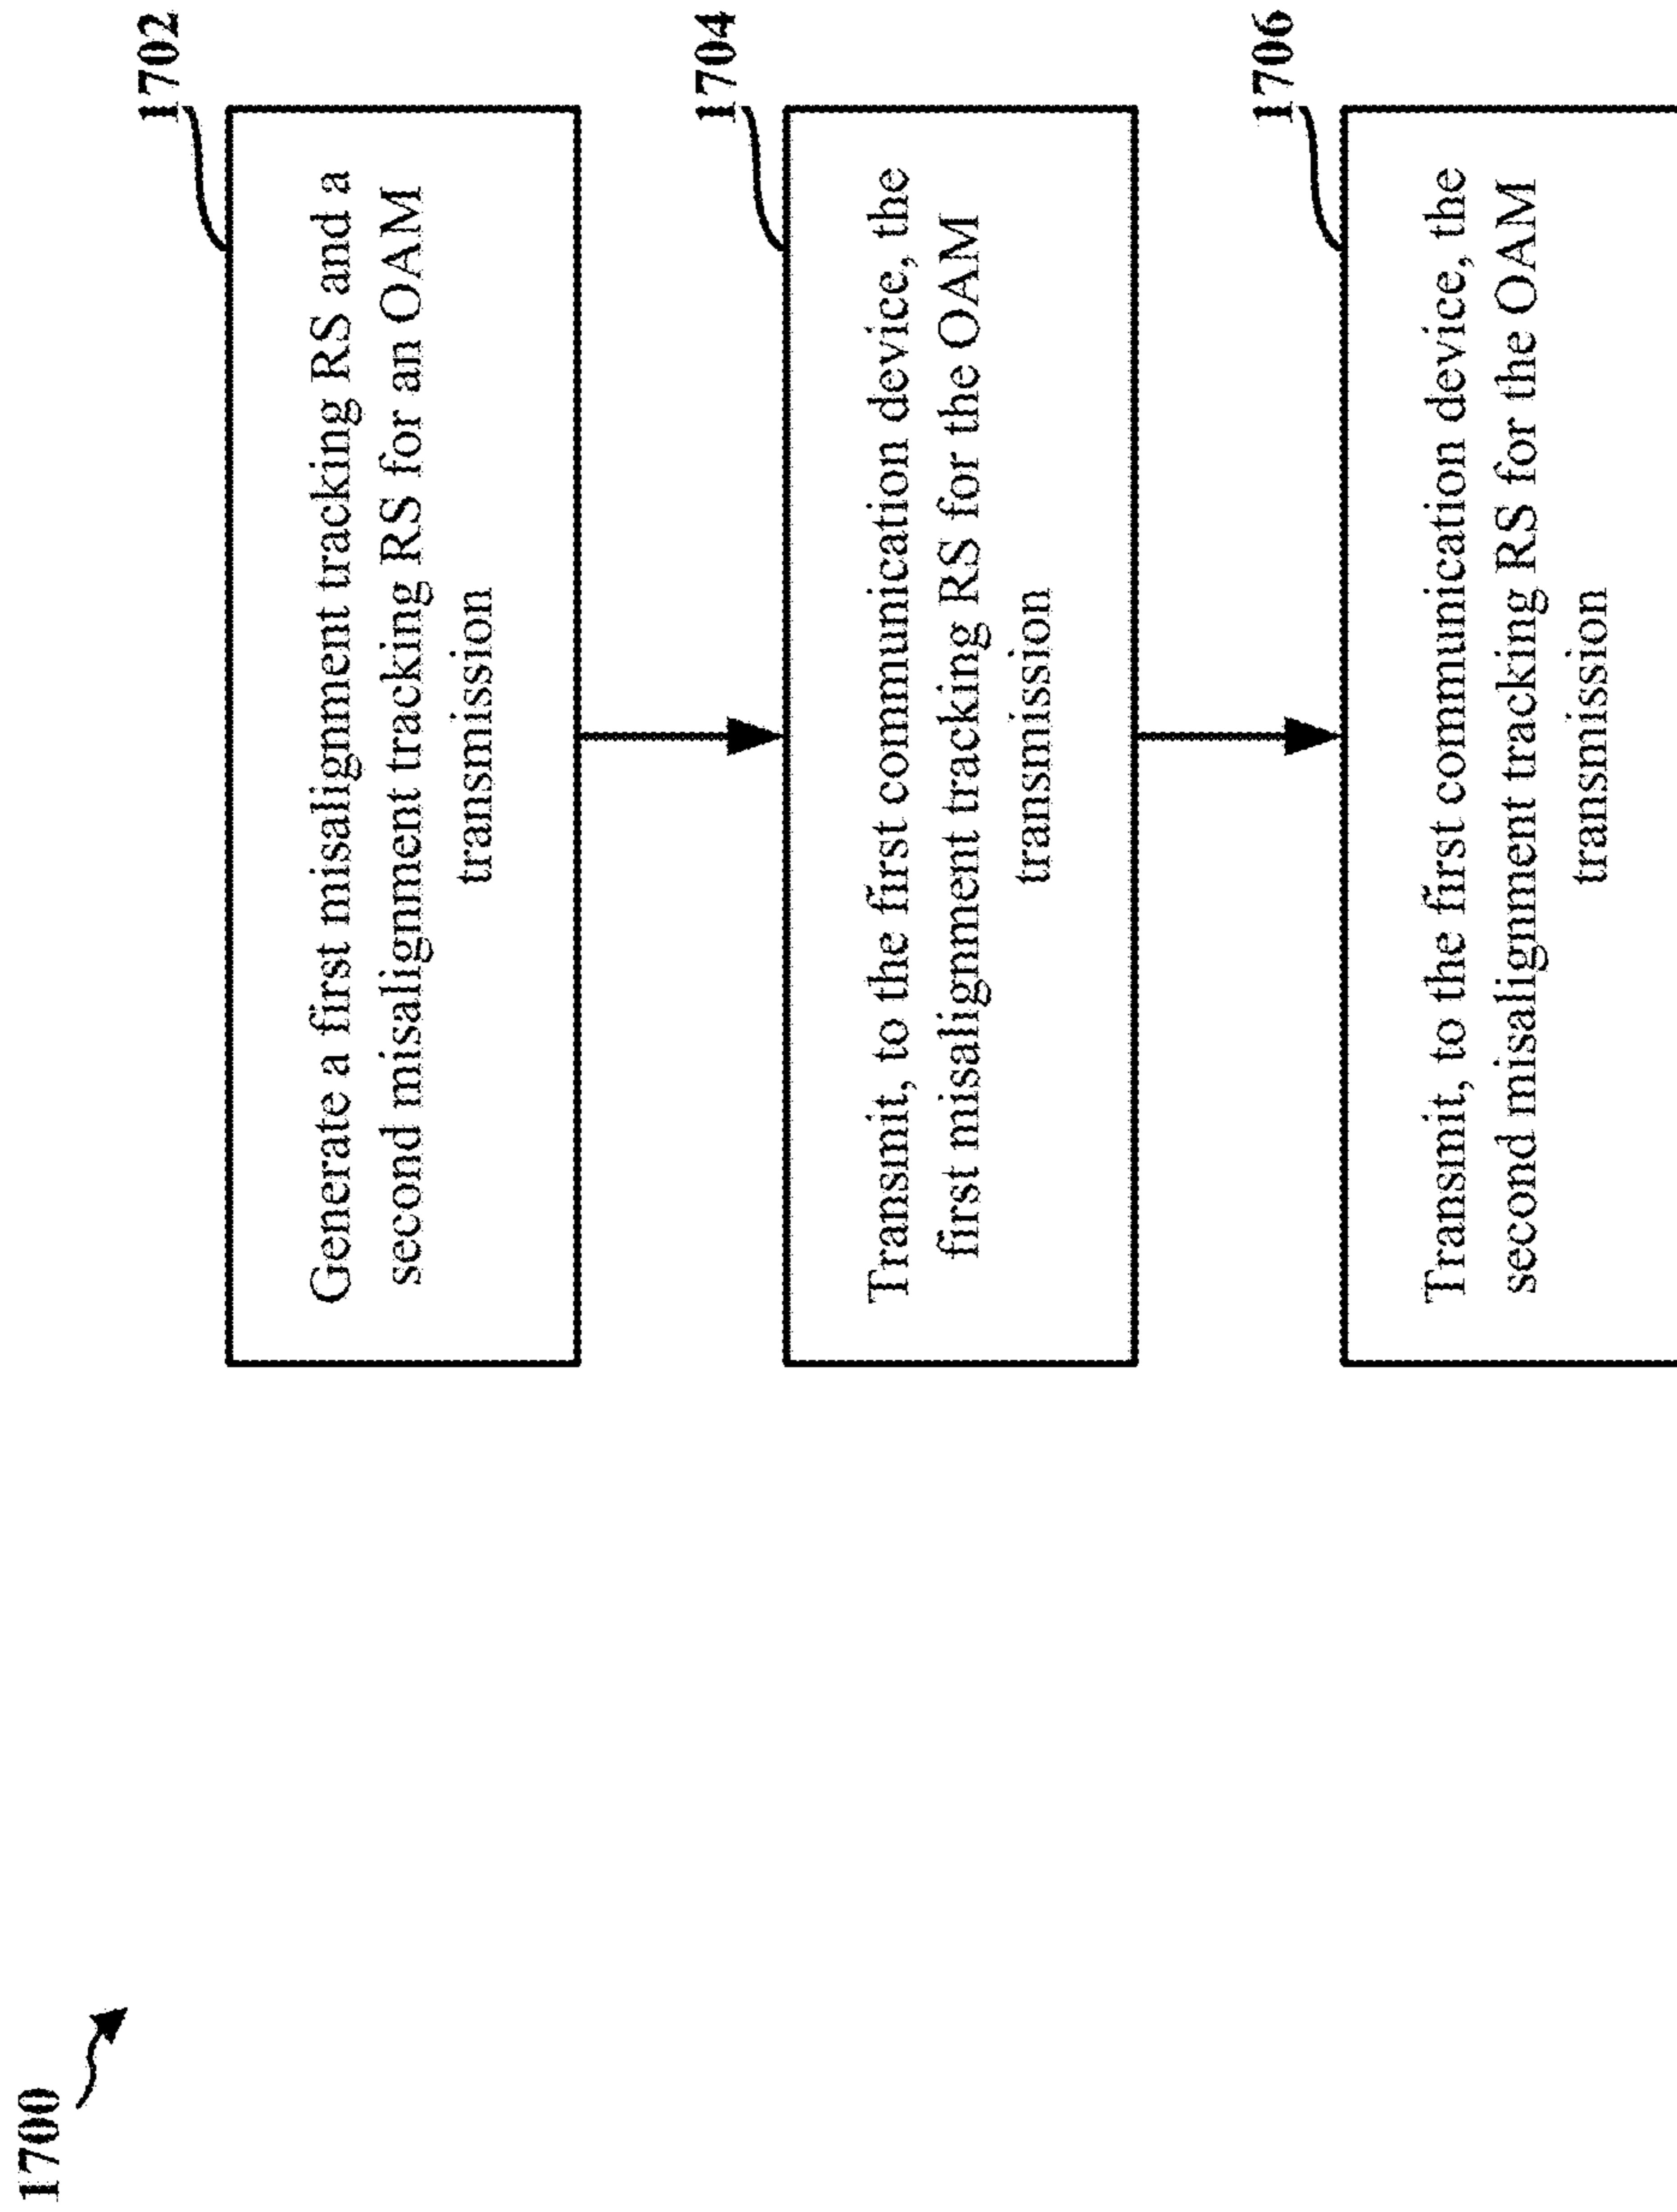 1700
1702
Generate a first misalignment tracking RS and a
second misalignment tracking RS for an OAM
transmission
1704
Transmit, to the first communication device, the
first misalignment tracking RS for the OAM
transmission
1706
Transmit, to the first communication device, the
second misalignment tracking RS for the OAM
transmission